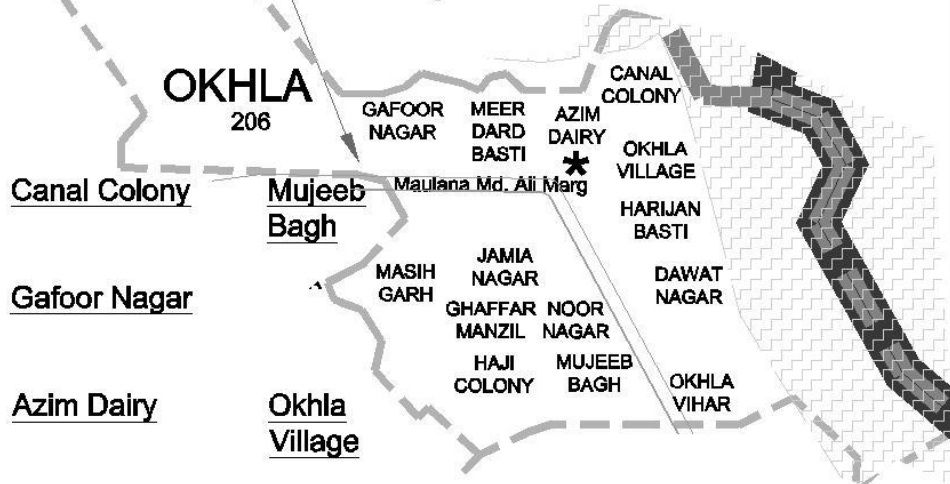 OKHLA
206
GAFOOR
NAGAR
MEER
DARD
BASTI
AZIM
DAIRY
*
CANAL
COLONY
OKHLA
VILLAGE
Maulana Md. Ali Marg
HARIJAN
BASTI
Canal Colony
Mujeeb
Bagh
MASIH
GARH
JAMIA
NAGAR
DAWAT
NAGAR
Gafoor Nagar
GHAFFAR
MANZIL
NOOR
NAGAR
HAJI
COLONY
MUJEEB
BAGH
OKHLA
VIHAR
Azim Dairy
Okhla
Village